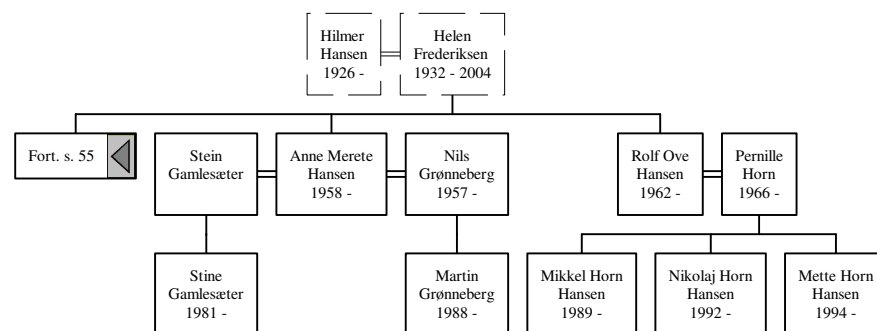 Hilmer
Hansen
1926 -
Helen
Frederiksen
1932 - 2004
Fort. s. 55
Stein
Gamlesæter
Anne Merete
Hansen
1958 -
Nils
Grønneberg
1957 -
Rolf Ove
Hansen
1962 -
Pernille
Horn
1966 -
Stine
Gamlesæter
1981 -
Martin
Grønneberg
1988 -
Mikkel Horn
Hansen
1989 -
Nikolaj Horn
Hansen
1992 -
Mette Horn
Hansen
1994 -